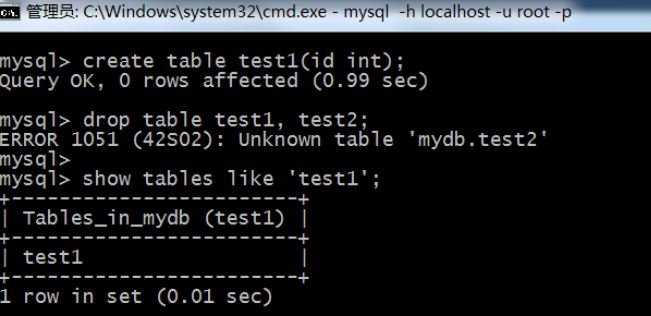 管理员: C:\Windows\system32\cmd.exe - mysql  -h localhost -u root -p
mysql> create table test1(id int);
Query OK, 0 rows affected (0.99 sec)
mysql> drop table test1, test2;
ERROR 1051 (42S02): Unknown table 'mydb.test2'
mysql>
mysql> show tables like 'test1';
+-------------------------+
| Tables_in_mydb (test1) |
+-------------------------+
| test1                  |
+-------------------------+
1 row in set (0.01 sec)